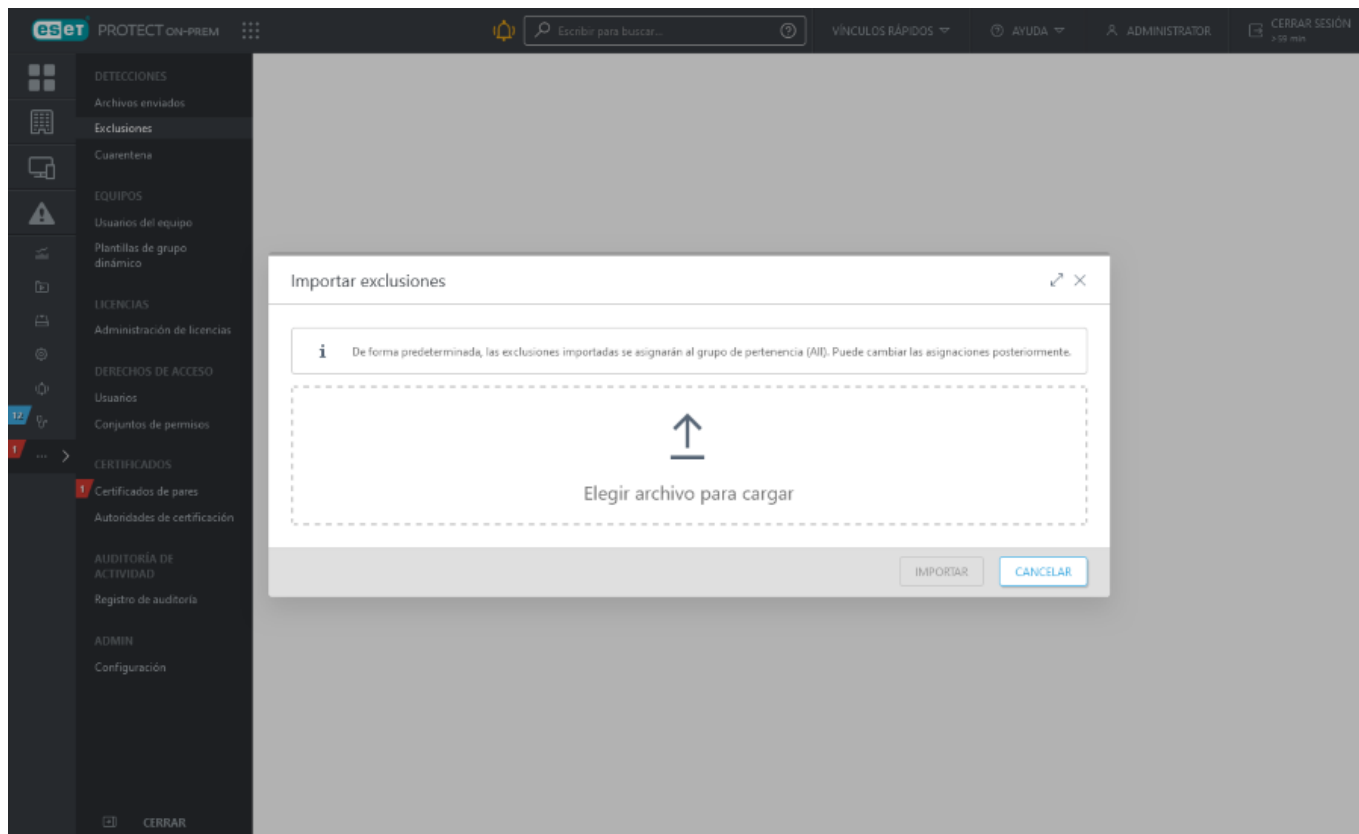 eset PROTECT ON-PREM
Escribir para buscar...
VÍNCULOS RÁPIDOS
AYUDA
ADMINISTRATOR
CERRAR SESIÓN
> 59 min
DETECCIONES
Archivos enviados
Exclusiones
Cuarentena
EQUIPOS
Usuarios del equipo
Plantillas de grupo
dinámico
LICENCIAS
Administración de licencias
DERECHOS DE ACCESO
Usuarios
12
Conjuntos de permisos
1
...
CERTIFICADOS
1
Certificados de pares
Autoridades de certificación
AUDITORÍA DE
ACTIVIDAD
Registro de auditoría
ADMIN
Configuración
CERRAR
Importar exclusiones
i De forma predeterminada, las exclusiones importadas se asignarán al grupo de pertenencia (All). Puede cambiar las asignaciones posteriormente.
Elegir archivo para cargar
IMPORTAR
CANCELAR